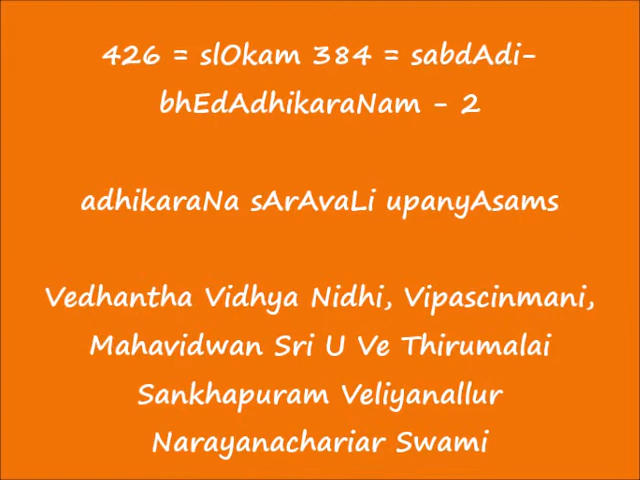 426 = slOkam 384 = sabdAdi-
bhEdAdhikaraNam - 2
adhikaraNa sArAvaLi upanyAsams
Vedhantha Vidhya Nidhi, Vipascinmani,
Mahavidwan Sri U Ve Thirumalai
Sankhapuram Veliyanallur
Narayanachariar Swami